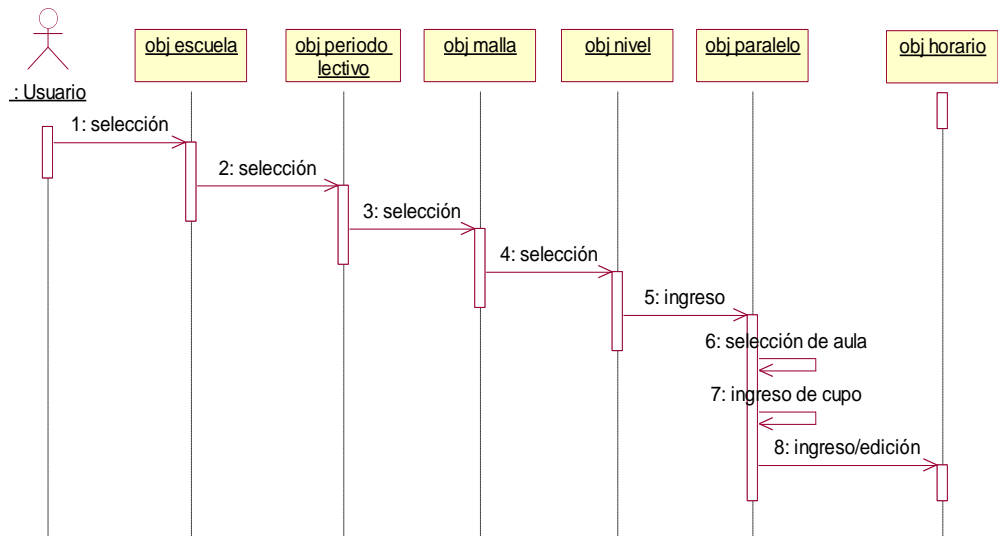 obj escuela
obj periodo
lectivo
obj malla
obj nivel
obj paralelo
obj horario
: Usuario
1: selección
2: selección
3: selección
4: selección
5: ingreso
6: selección de aula
7: ingreso de cupo
8: ingreso/edición